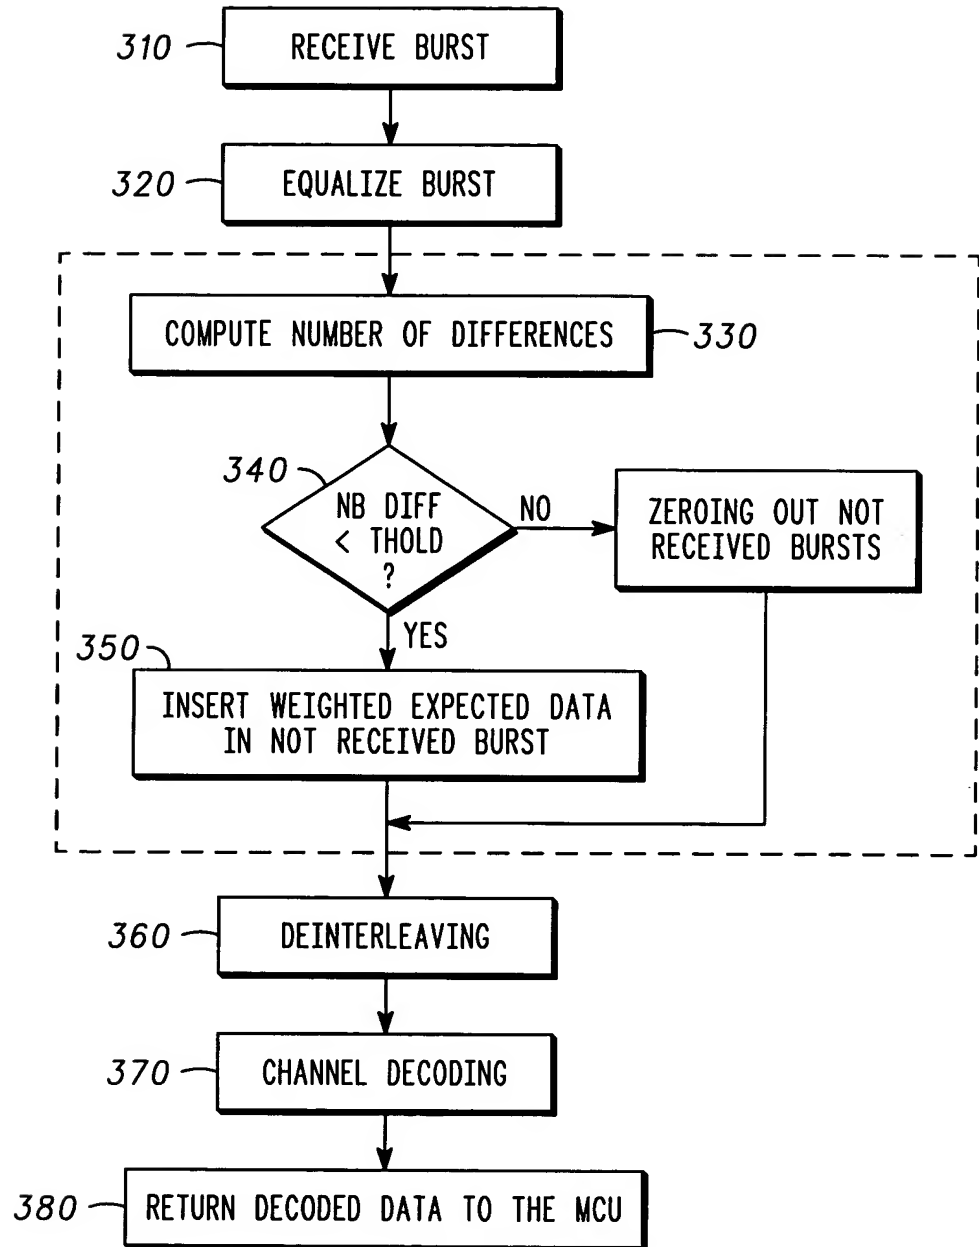 310
RECEIVE BURST
320
EQUALIZE BURST
COMPUTE NUMBER OF DIFFERENCES
330
340
NB DIFF
< THOLD
?
NO
ZEROING OUT NOT
RECEIVED BURSTS
YES
350
INSERT WEIGHTED EXPECTED DATA
IN NOT RECEIVED BURST
360
DEINTERLEAVING
370
CHANNEL DECODING
380
RETURN DECODED DATA TO THE MCU